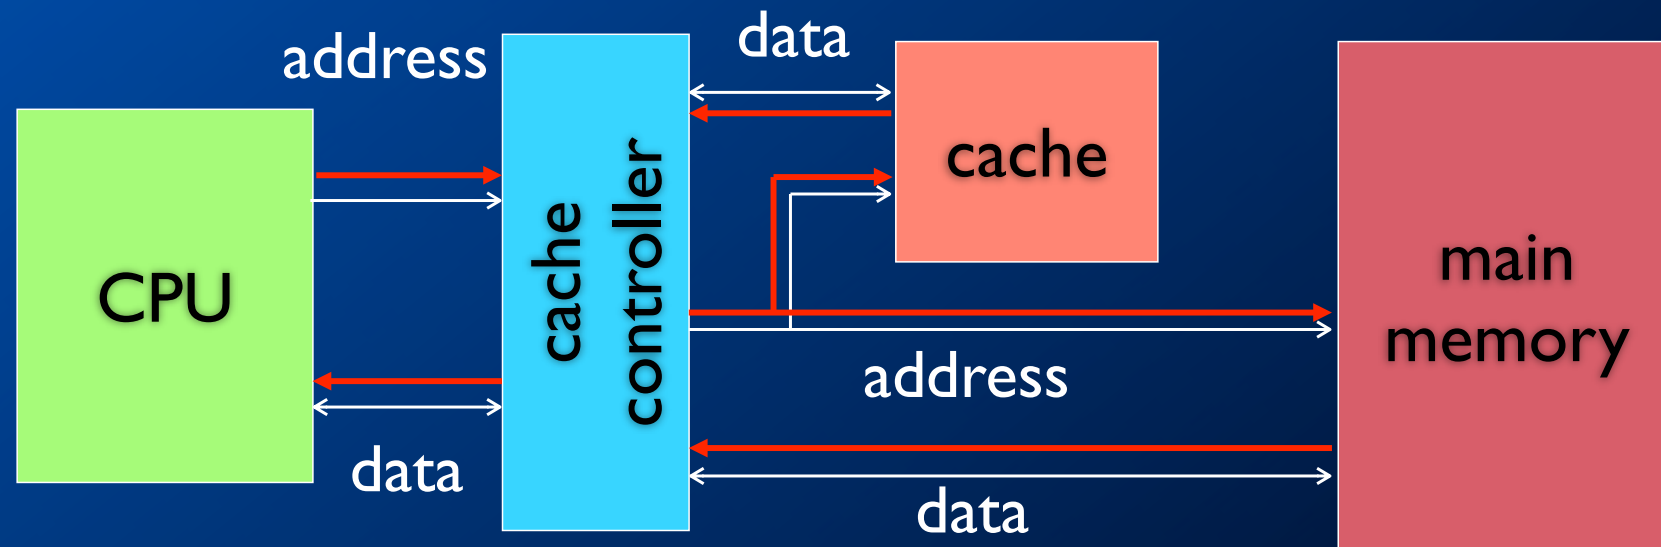 address
data
CPU
cache
controller
cache
main
memory
address
data
data